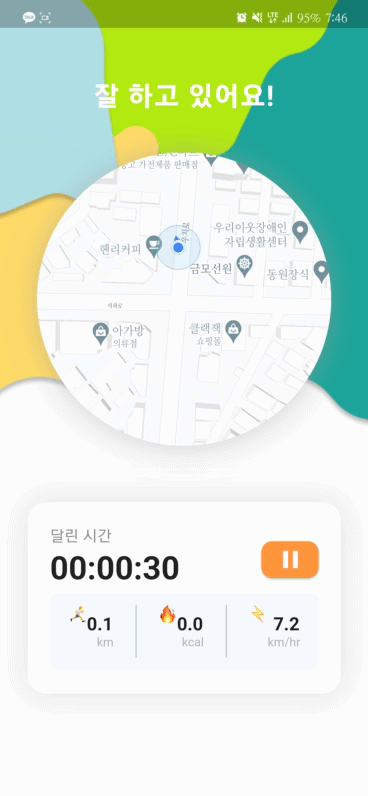 LTE 95% 7:46
잘 하고 있어요!
중고 가전제품 판매점
우리이웃장애인
자립생활센터
헨리커피
금모선원
동원장식
아가방
의류점
클랙잭
쇼핑몰
달린 시간
00:00:30
0.1 0.0 7.2
km kcal km/hr